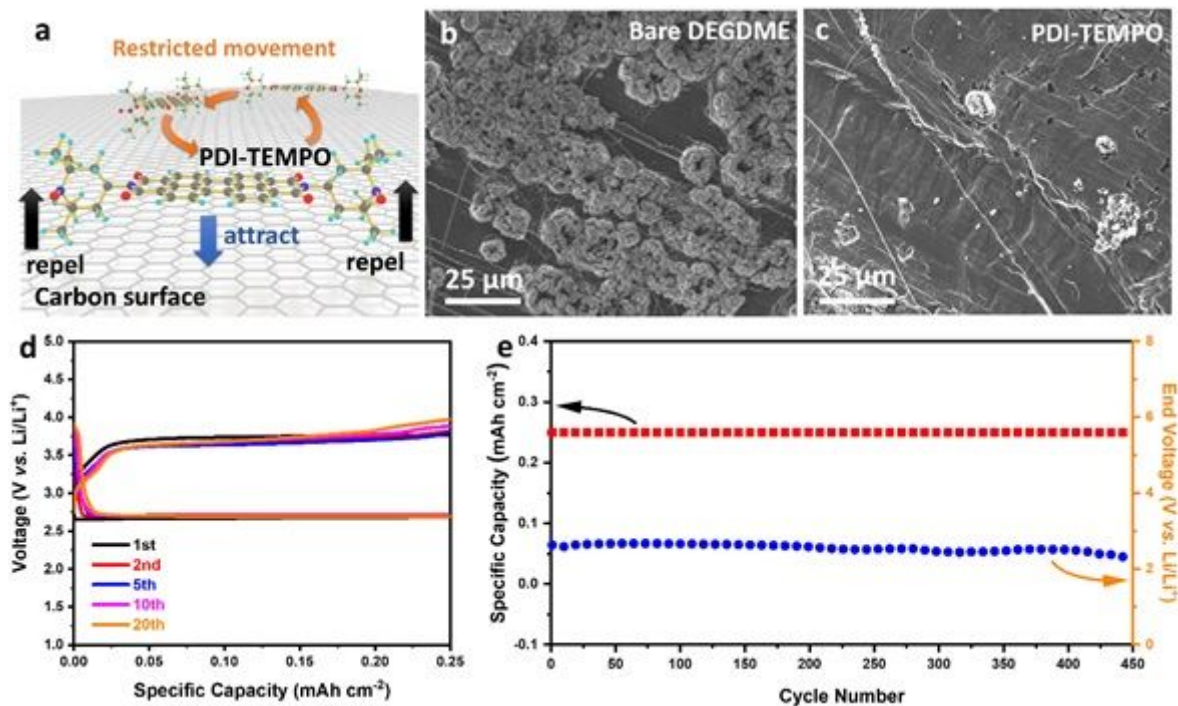 a
Restricted movement
PDI-TEMPO
attract
repel
repel
Carbon surface
b
Bare DEGDME
25 μm
c
PDI-TEMPO
25 μm
d
Voltage (V vs. Li/Li⁺)
5.0
4.5
4.0
3.5
3.0
2.5
2.0
1.5
1.0
1st
2nd
5th
10th
20th
0.00
0.05
0.10
0.15
0.20
0.25
Specific Capacity (mAh cm⁻²)
e
Specific Capacity (mAh cm⁻²)
0.4
0.3
0.2
0.1
0.0
-0.1
8
6
4
2
0
End Voltage (V vs. Li/Li⁺)
0
50
100
150
200
250
300
350
400
450
Cycle Number